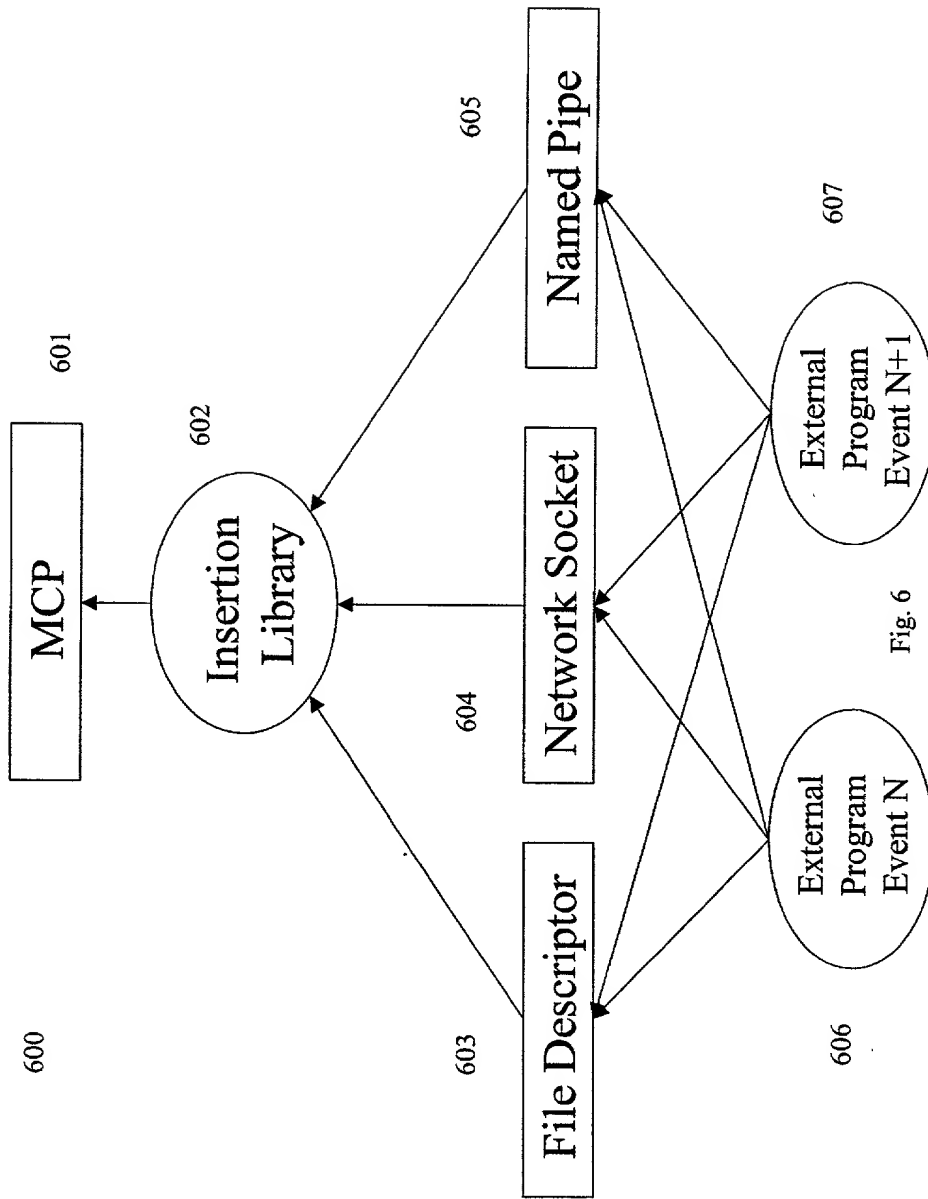 600
MCP
601
602
Insertion
Library
603
File Descriptor
604
Network Socket
605
Named Pipe
606
External
Program
Event N
External
Program
Event N+1
607
Fig. 6